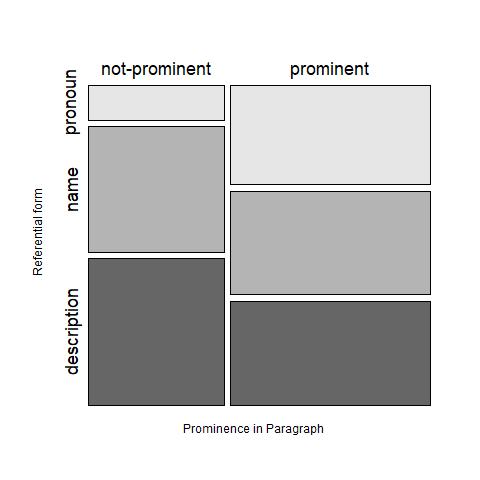 not-prominent prominent
pronoun
name
description
Referential form
Prominence in Paragraph